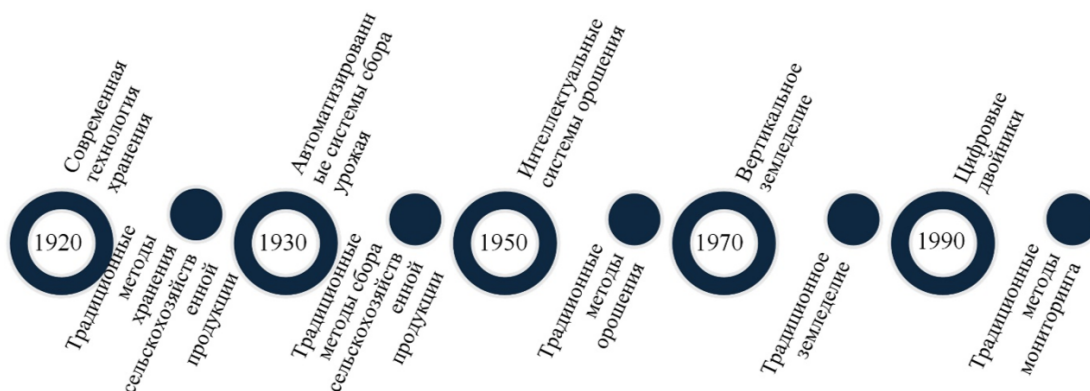 Современная
технология
хранения
1920
Традиционные
методы
хранения
сельскохозяйств
енной
продукции
Автоматизированн
ые системы сбора
урожая
1930
Традиционные
методы сбора
сельскохозяйств
енной
продукции
Интеллектуальные
системы орошения
1950
Традиционные
методы
орошения
Вертикальное
земледелие
1970
Традиционное
земледелие
Цифровые
двойники
1990
Традиционные
методы
мониторинга